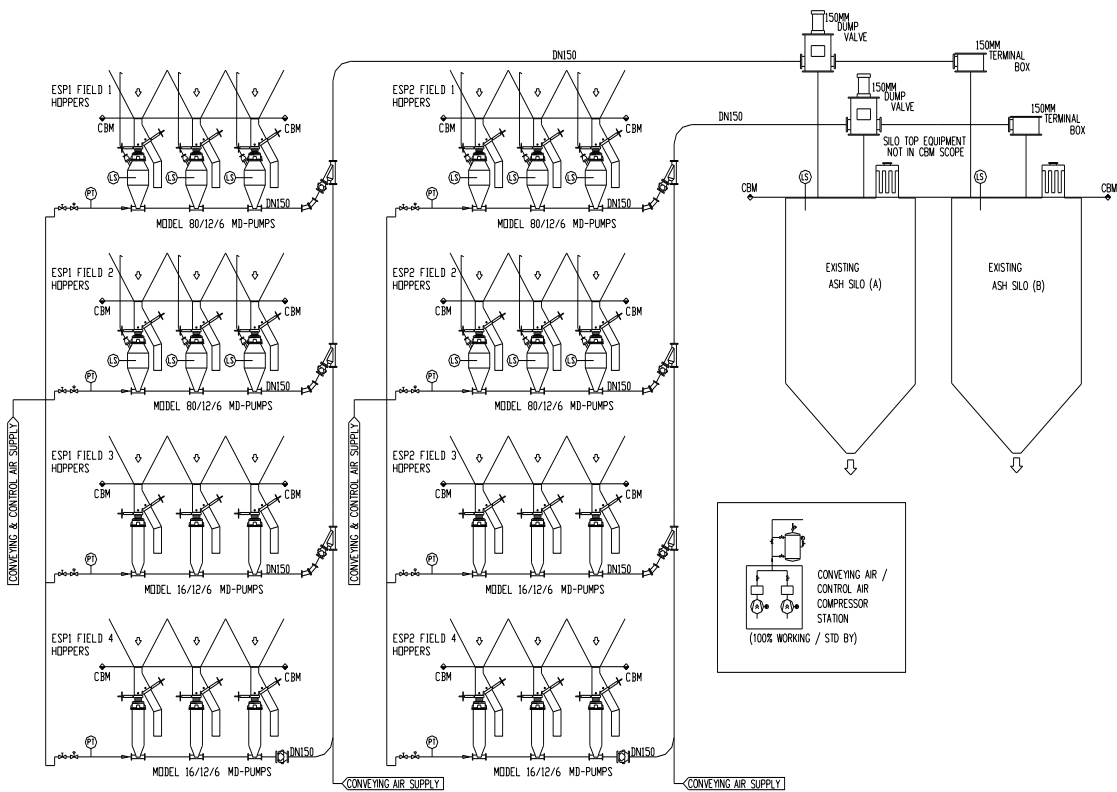 150MM
DUMP
VALVE
DN150
150MM
TERMINAL
BOX
150MM
DUMP
VALVE
DN150
150MM
TERMINAL
BOX
SILO TOP EQUIPMENT
NOT IN CBM SCOPE
CBM
LS
LS
CBM
EXISTING
ASH SILO (A)
EXISTING
ASH SILO (B)
ESP1 FIELD 1
HOPPERS
CBM
CBM
LS
LS
LS
PT
DN150
MODEL 80/12/6 MD-PUMPS
ESP2 FIELD 1
HOPPERS
CBM
CBM
LS
LS
LS
PT
DN150
MODEL 80/12/6 MD-PUMPS
ESP1 FIELD 2
HOPPERS
CBM
CBM
LS
LS
LS
PT
DN150
MODEL 80/12/6 MD-PUMPS
ESP2 FIELD 2
HOPPERS
CBM
CBM
LS
LS
LS
PT
DN150
MODEL 80/12/6 MD-PUMPS
CONVEYING & CONTROL AIR SUPPLY
CONVEYING & CONTROL AIR SUPPLY
ESP1 FIELD 3
HOPPERS
CBM
CBM
PT
DN150
MODEL 16/12/6 MD-PUMPS
ESP2 FIELD 3
HOPPERS
CBM
CBM
PT
DN150
MODEL 16/12/6 MD-PUMPS
ESP1 FIELD 4
HOPPERS
CBM
CBM
PT
DN150
MODEL 16/12/6 MD-PUMPS
ESP2 FIELD 4
HOPPERS
CBM
CBM
PT
DN150
MODEL 16/12/6 MD-PUMPS
CONVEYING AIR SUPPLY
CONVEYING AIR SUPPLY
CONVEYING AIR /
CONTROL AIR
COMPRESSOR
STATION
(100% WORKING / STD BY)